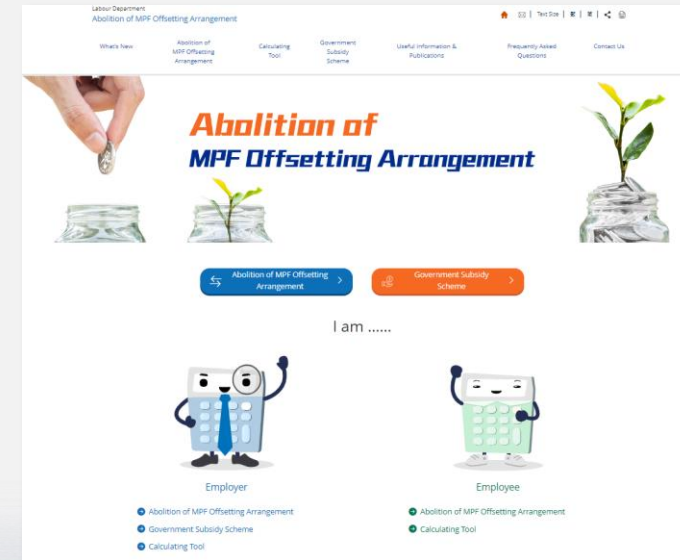 Labour Department
Abolition of MPF Offsetting Arrangement
Text Size | 繁 | 簡 |
What's New
Abolition of
MPF Offsetting
Arrangement
Calculating
Tool
Government
Subsidy
Scheme
Useful Information &
Publications
Frequently Asked
Questions
Contact Us
Abolition of
MPF Offsetting Arrangement
Abolition of MPF Offsetting
Arrangement
Government Subsidy
Scheme
I am ......
Employer
Employee
Abolition of MPF Offsetting Arrangement
Government Subsidy Scheme
Calculating Tool
Abolition of MPF Offsetting Arrangement
Calculating Tool